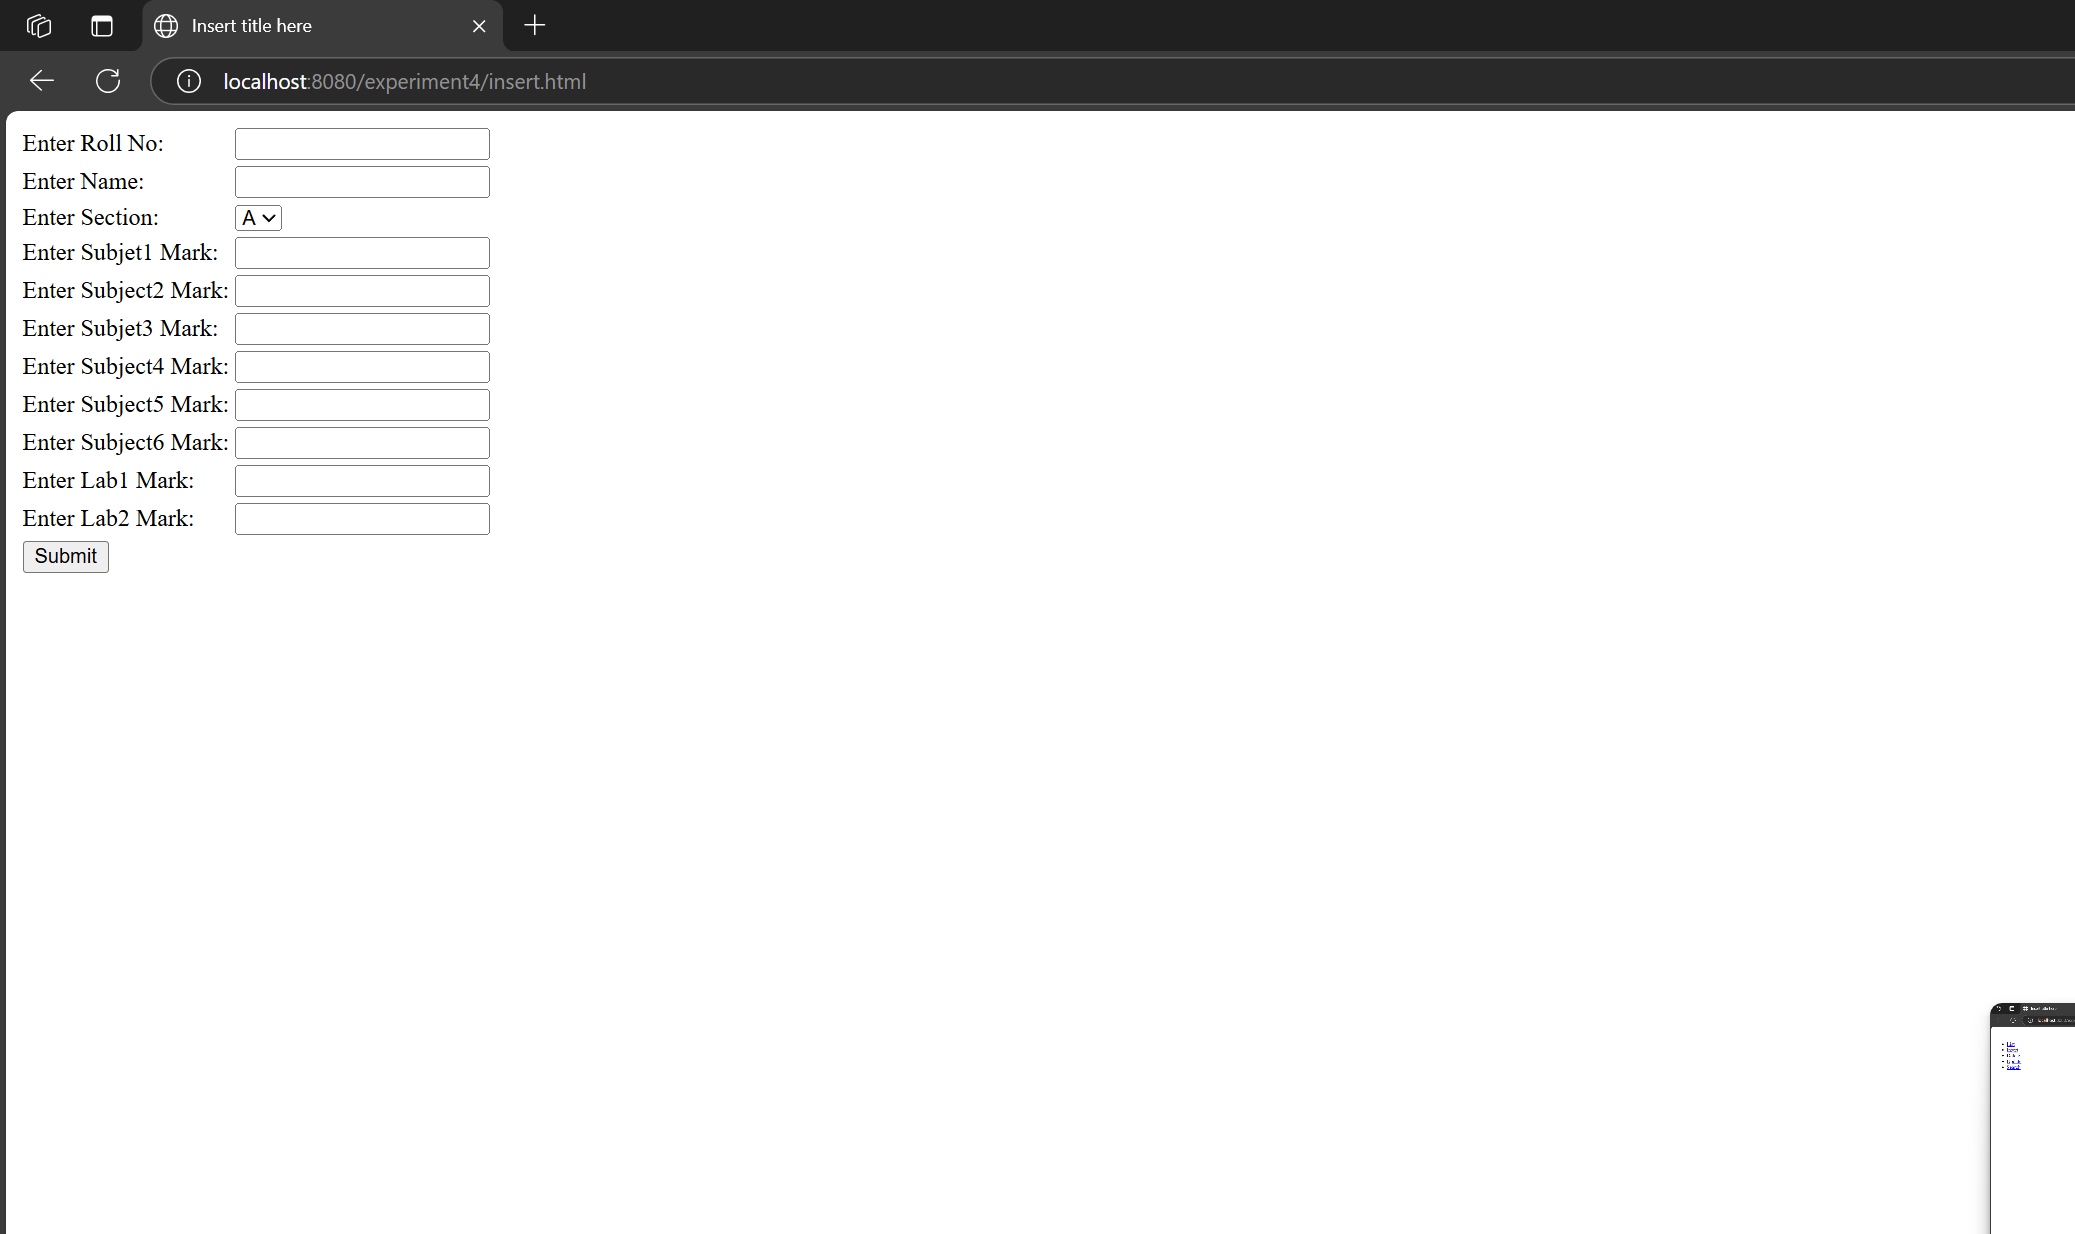 Insert title here
localhost:8080/experiment4/insert.html
Enter Roll No:
Enter Name:
Enter Section: A
Enter Subjet1 Mark:
Enter Subject2 Mark:
Enter Subjet3 Mark:
Enter Subject4 Mark:
Enter Subject5 Mark:
Enter Subject6 Mark:
Enter Lab1 Mark:
Enter Lab2 Mark:
Submit
Search